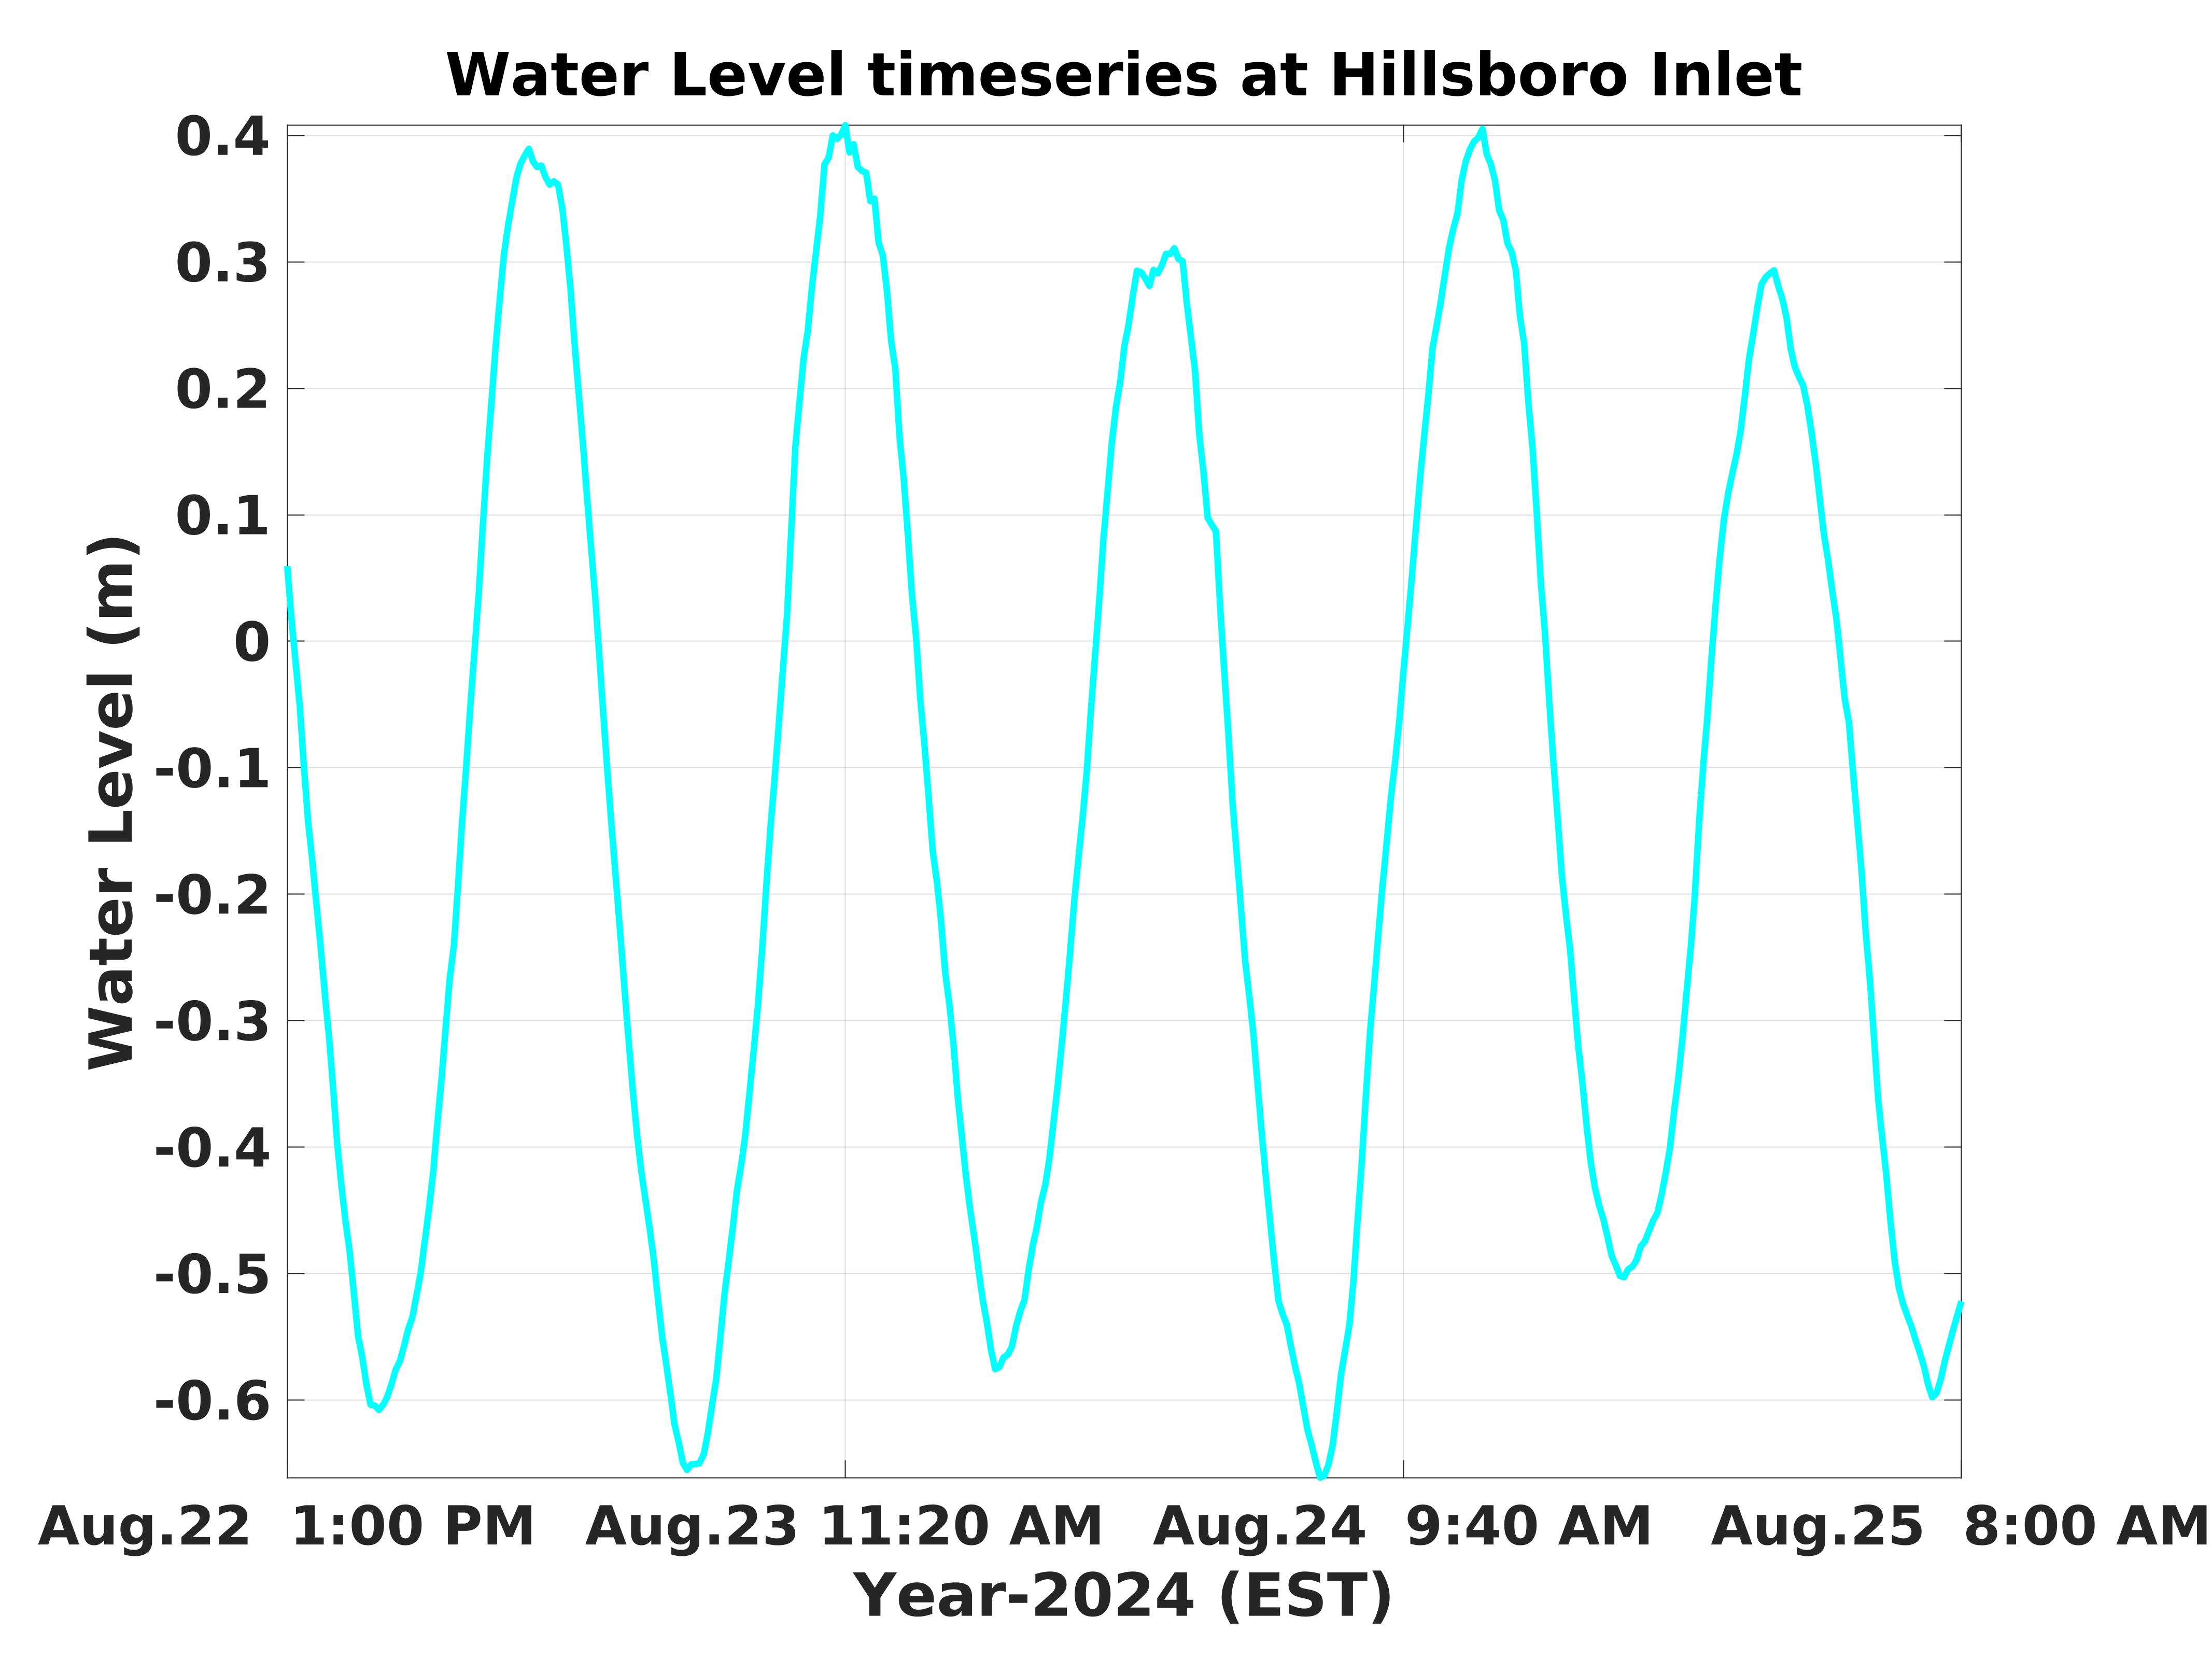 Water Level timeseries at Hillsboro Inlet
0.4
0.3
0.2
0.1
0
-0.1
-0.2
-0.3
-0.4
-0.5
-0.6
Water Level (m)
Aug.22 1:00 PM Aug.23 11:20 AM Aug.24 9:40 AM Aug.25 8:00 AM
Year-2024 (EST)